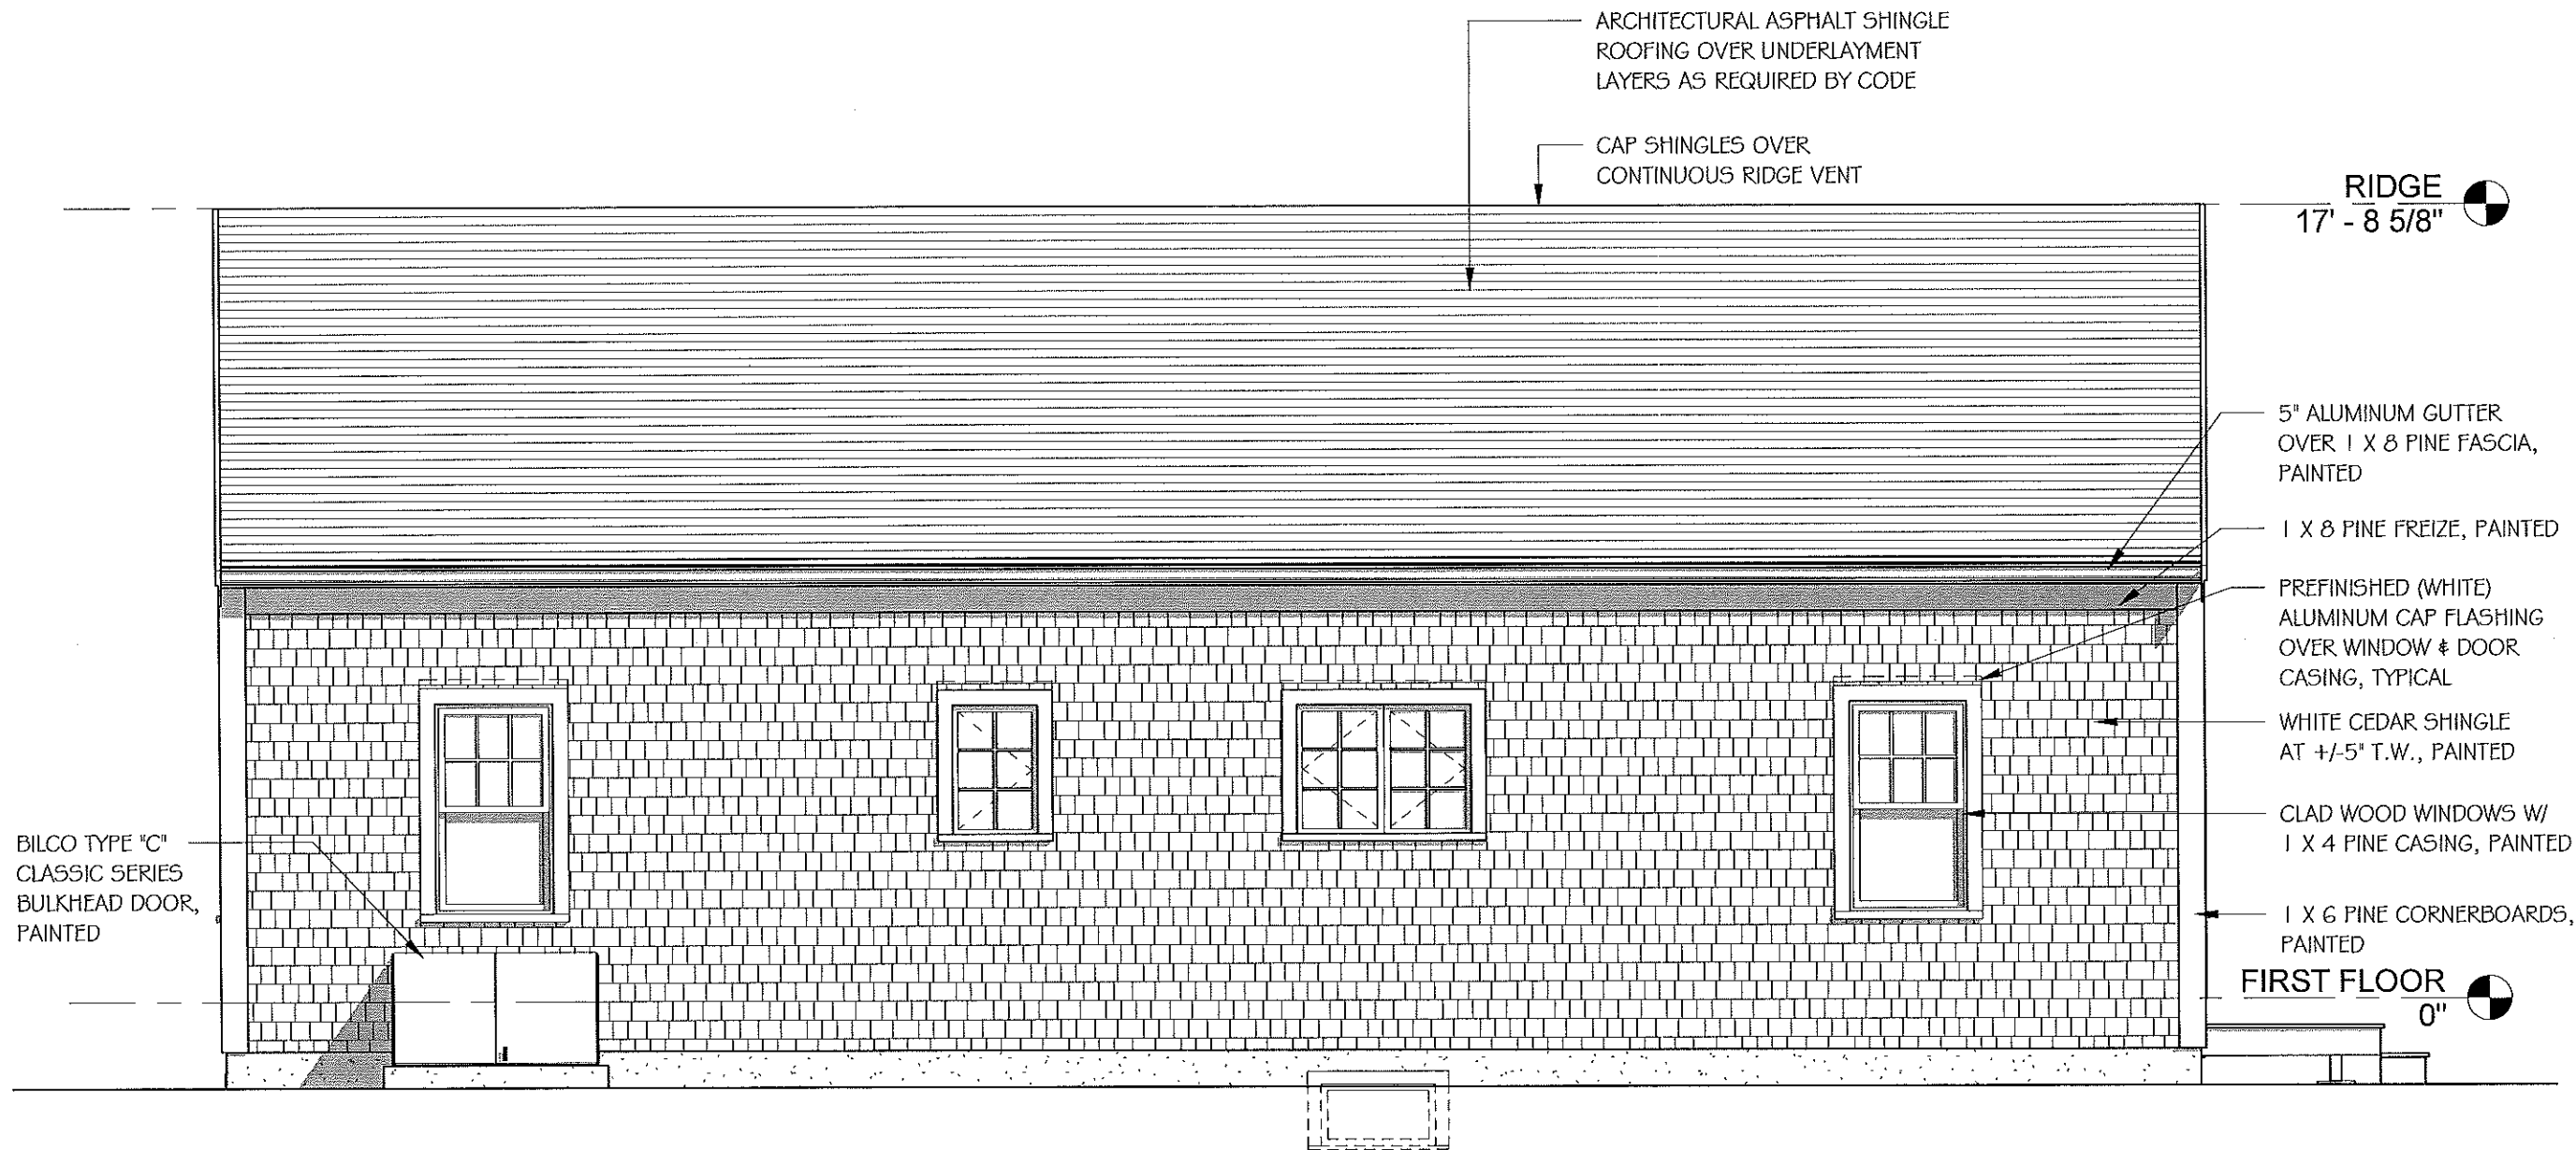 ARCHITECTURAL ASPHALT SHINGLE
ROOFING OVER UNDERLAYMENT
LAYERS AS REQUIRED BY CODE
CAP SHINGLES OVER
CONTINUOUS RIDGE VENT
RIDGE
17' - 8 5/8"
5" ALUMINUM GUTTER
OVER 1 X 8 PINE FASCIA,
PAINTED
1 X 8 PINE FREIZE, PAINTED
PREFINISHED (WHITE)
ALUMINUM CAP FLASHING
OVER WINDOW & DOOR
CASING, TYPICAL
WHITE CEDAR SHINGLE
AT +/-5" T.W., PAINTED
CLAD WOOD WINDOWS W/
1 X 4 PINE CASING, PAINTED
BILCO TYPE "C"
CLASSIC SERIES
BULKHEAD DOOR,
PAINTED
1 X 6 PINE CORNERBOARDS,
PAINTED
FIRST FLOOR
0"